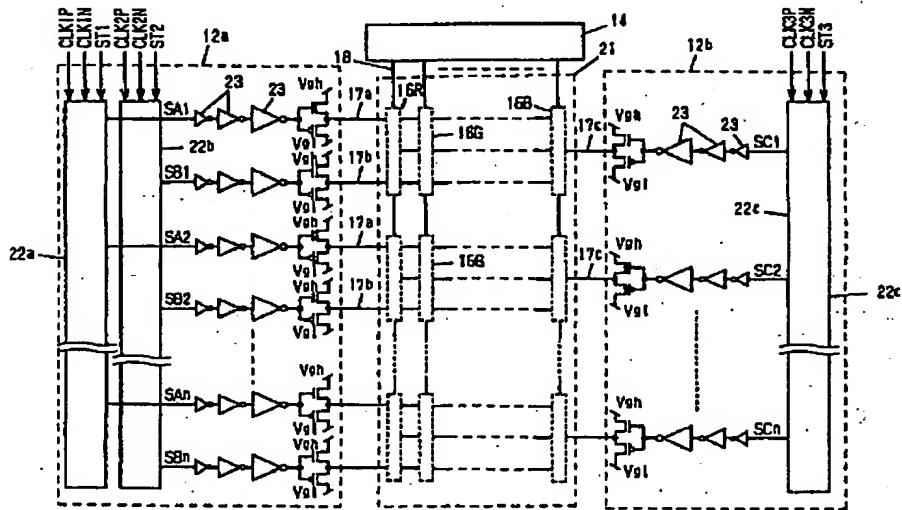 CLK1P
CLK1N
ST1
CLK2P
CLK2N
ST2
12a
14
18
21
12b
CLK3P
CLK3N
ST3
23
23
Vgh
17a
16R
16G
16B
17c
Vgh
23
23
SA1
SC1
22b
Vgl
Vgl
SB1
Vgh
17b
22c
Vgl
SA2
Vgh
17a
22a
16G
17c
Vgh
SC2
22c
Vgl
Vgl
SB2
Vgh
17b
Vgl
SAn
Vgh
Vgh
SCn
Vgl
Vgl
SBn
Vgh
Vgl